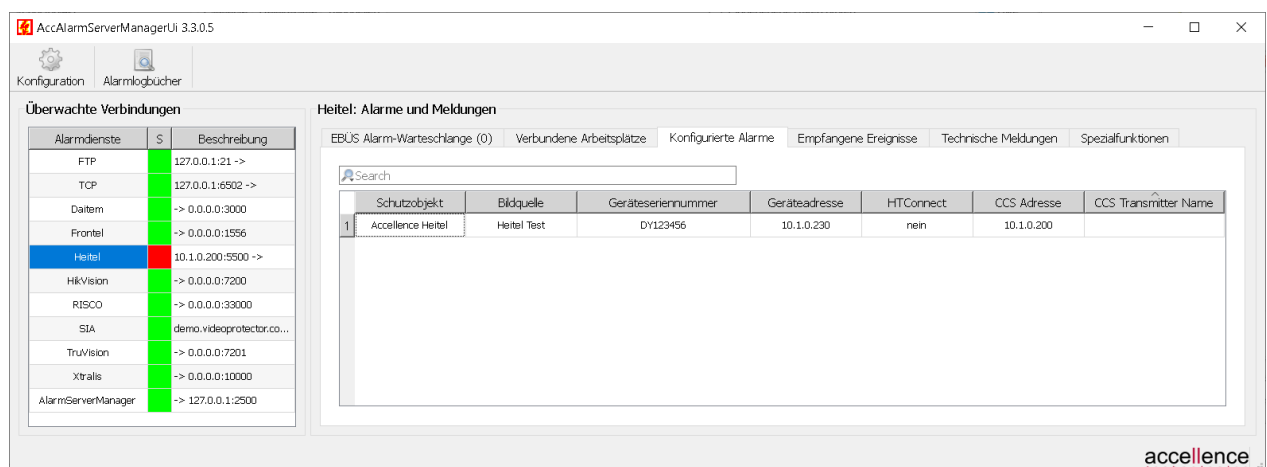 AccAlarmServerManagerUi 3.3.0.5
Konfiguration Alarmlogbücher
Überwachte Verbindungen
Alarmdienste S Beschreibung
FTP 127.0.0.1:21 ->
TCP 127.0.0.1:6502 ->
Daitem -> 0.0.0.0:3000
Frontel -> 0.0.0.0:1556
Heitel 10.1.0.200:5500 ->
HikVision -> 0.0.0.0:7200
RISCO -> 0.0.0.0:33000
SIA demo.videoprotector.co...
TruVision -> 0.0.0.0:7201
Xtralis -> 0.0.0.0:10000
AlarmServerManager -> 127.0.0.1:2500
Heitel: Alarme und Meldungen
EBÜS Alarm-Warteschlange (0) Verbundene Arbeitsplätze Konfigurierte Alarme Empfangene Ereignisse Technische Meldungen Spezialfunktionen
Search
Schutzobjekt Bildquelle Geräteseriennummer Geräteadresse HTConnect CCS Adresse CCS Transmitter Name
1 Accellence Heitel Heitel Test DY123456 10.1.0.230 nein 10.1.0.200
accellence